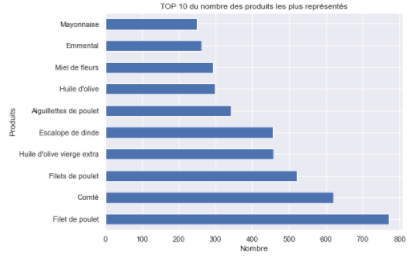 TOP 10 du nombre des produits les plus représentés
Produits
Mayonnaise
Emmental
Miel de fleurs
Huile d'olive
Aiguillettes de poulet
Escalope de dinde
Huile d'olive vierge extra
Filets de poulet
Comté
Filet de poulet
0 100 200 300 400 500 600 700 800
Nombre